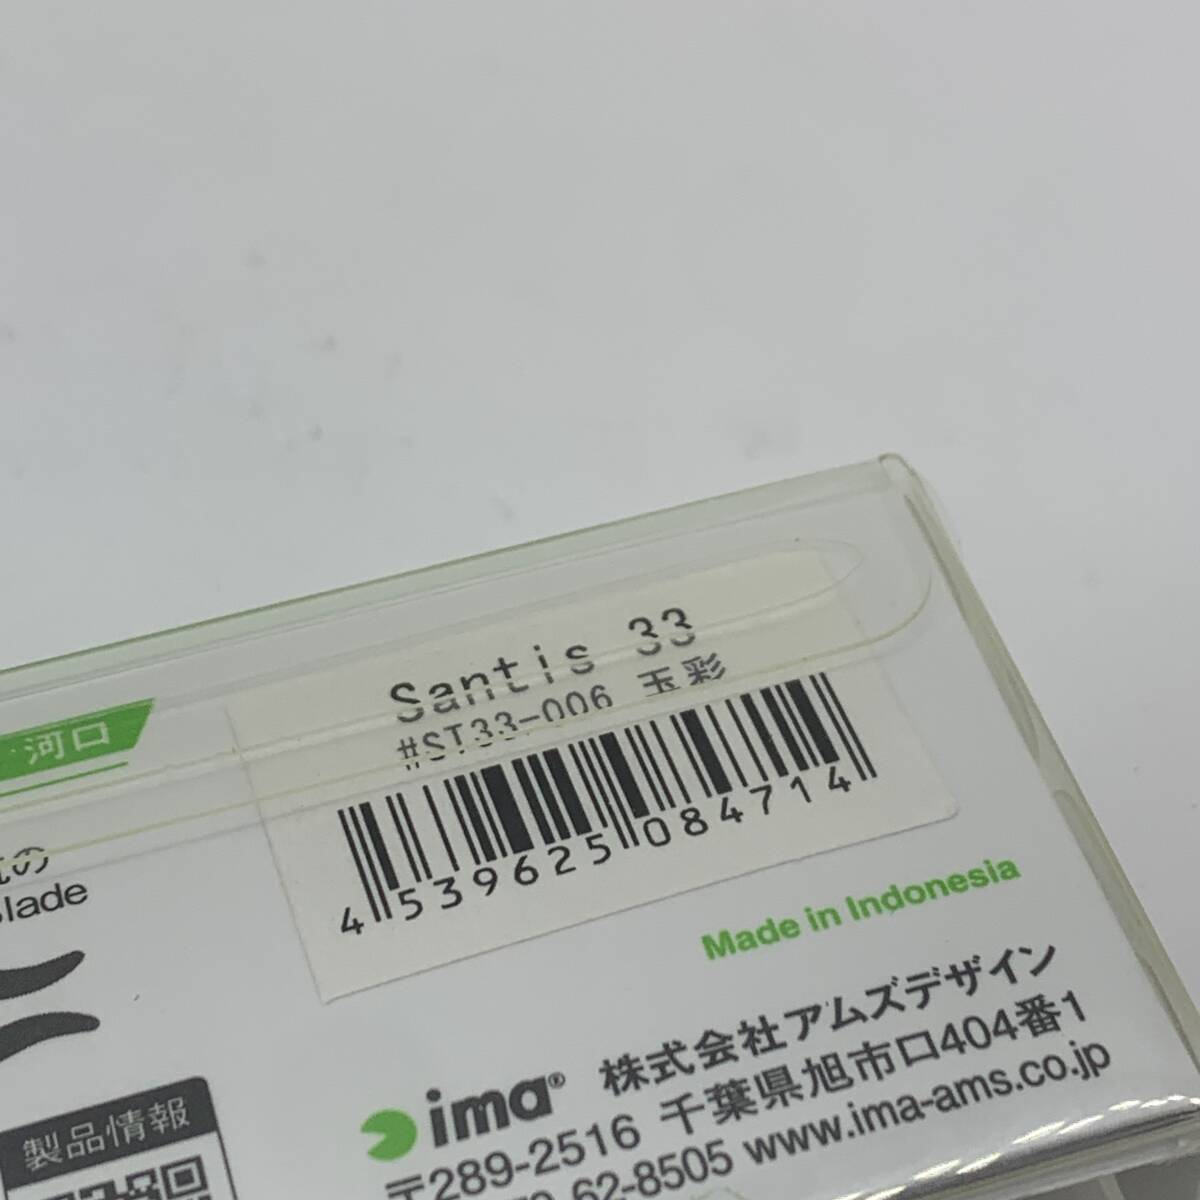 Santis 33
#ST33-006 玉彩
4539625084714
河口
の
lade
Made in Indonesia
製品情報
ima® 株式会社アムズデザイン
〒289-2516 千葉県旭市ロ404番1
62-8505 www.ima-ams.co.jp